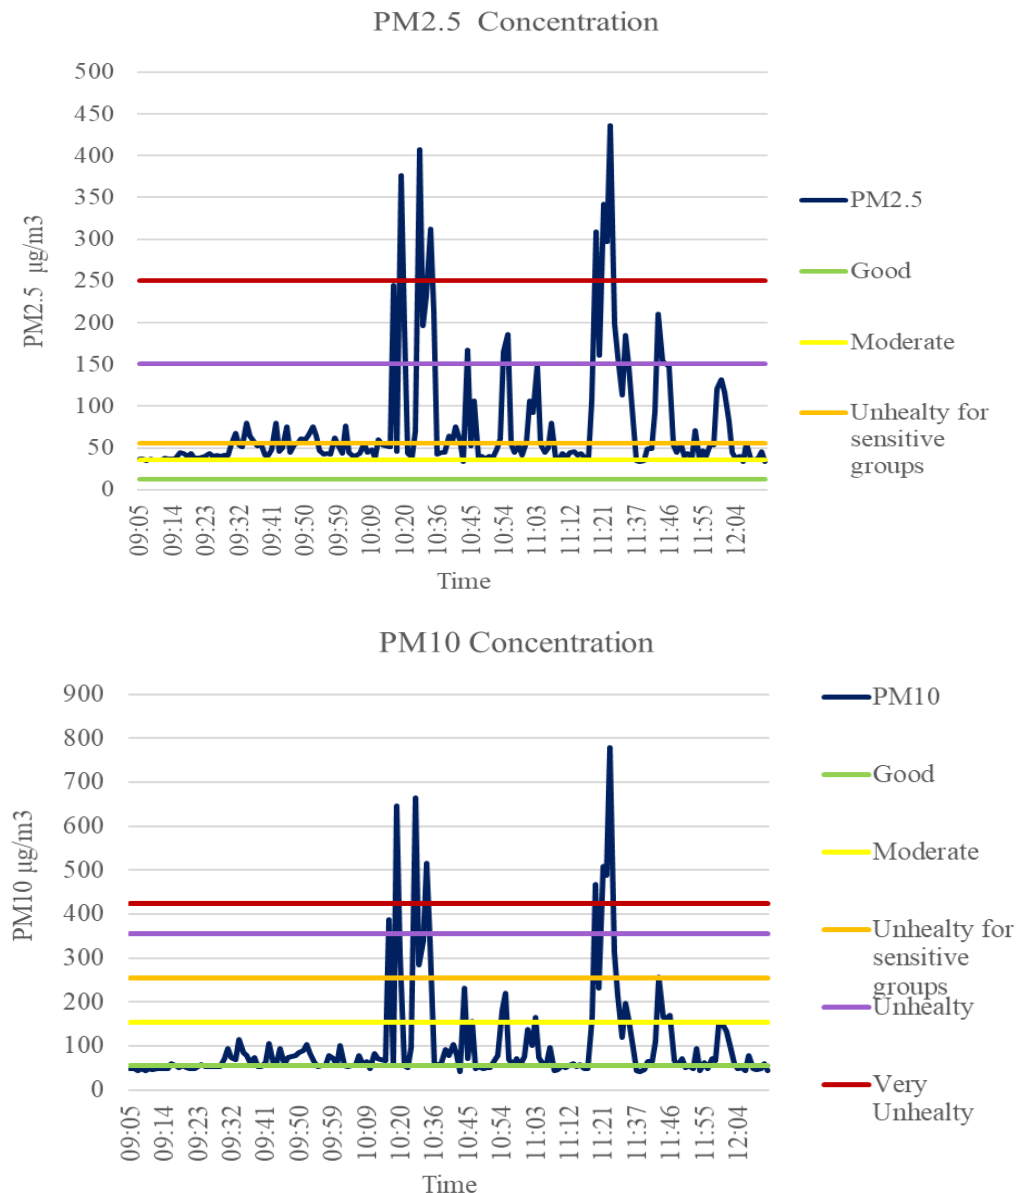 PM2.5  Concentration
500
450
400
350
300
250
200
150
100
50
0
PM2.5  µg/m3
09:05
09:14
09:23
09:32
09:41
09:50
09:59
10:09
10:20
10:36
10:45
10:54
11:03
11:12
11:21
11:37
11:46
11:55
12:04
Time
PM2.5
Good
Moderate
Unhealty for
sensitive
groups
PM10 Concentration
900
800
700
600
500
400
300
200
100
0
PM10 µg/m3
09:05
09:14
09:23
09:32
09:41
09:50
09:59
10:09
10:20
10:36
10:45
10:54
11:03
11:12
11:21
11:37
11:46
11:55
12:04
Time
PM10
Good
Moderate
Unhealty for
sensitive
groups
Unhealty
Very
Unhealty